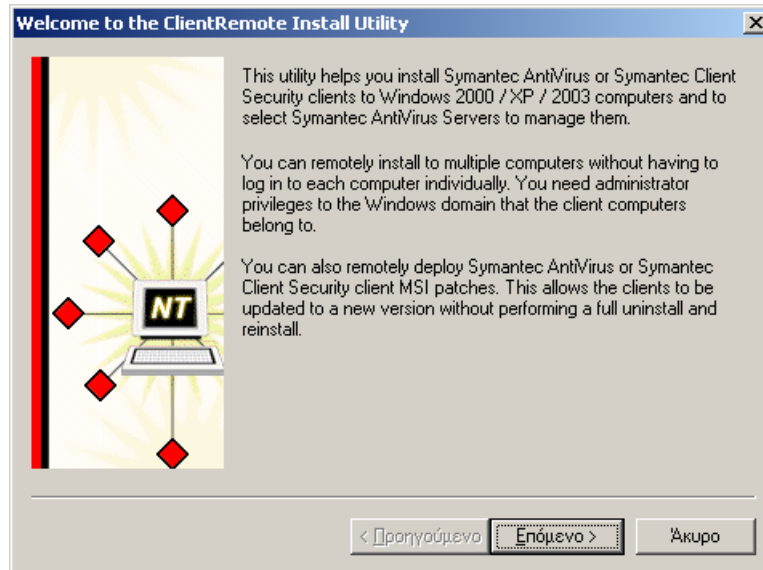 Welcome to the ClientRemote Install Utility
This utility helps you install Symantec AntiVirus or Symantec Client
Security clients to Windows 2000 / XP / 2003 computers and to
select Symantec AntiVirus Servers to manage them.
You can remotely install to multiple computers without having to
log in to each computer individually. You need administrator
privileges to the Windows domain that the client computers
belong to.
You can also remotely deploy Symantec AntiVirus or Symantec
Client Security client MSI patches. This allows the clients to be
updated to a new version without performing a full uninstall and
reinstall.
NT
< Προηγούμενο Επόμενο > Άκυρο